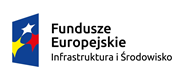 Fundusze
Europejskie
Infrastruktura i Środowisko